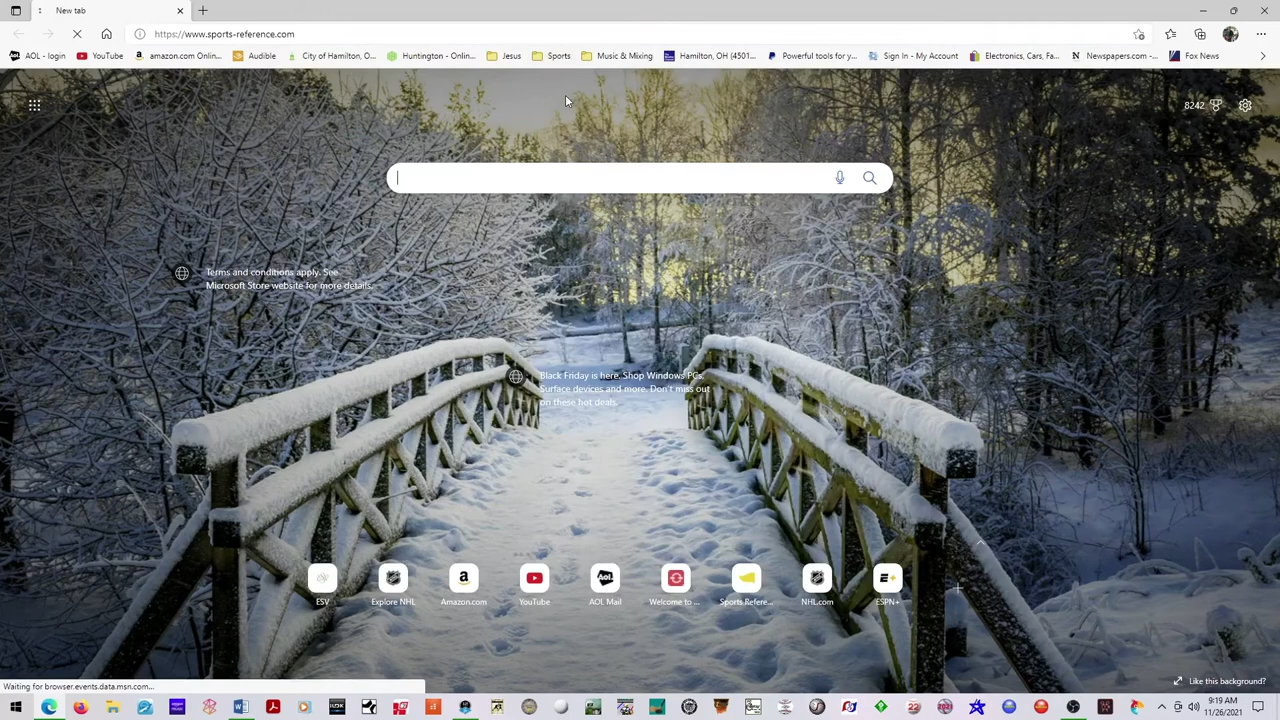 New tab
https://www.sports-reference.com
AOL - login
YouTube
amazon.com Onlin...
Audible
City of Hamilton, O...
Huntington - Onlin...
Jesus
Sports
Music & Mixing
Hamilton, OH (4501...
Powerful tools for y...
Sign In - My Account
Electronics, Cars, Fa...
Newspapers.com -...
Fox News
8242
Terms and conditions apply. See
Microsoft Store website for more details.
Black Friday is here. Shop Windows PCs,
Surface devices and more. Don't miss out
on these hot deals.
ESV
Explore NHL
Amazon.com
YouTube
AOL Mail
Welcome to ...
Sports Refere...
NHL.com
ESPN+
Waiting for browser.events.data.msn.com...
Like this background?
9:19 AM
11/26/2021